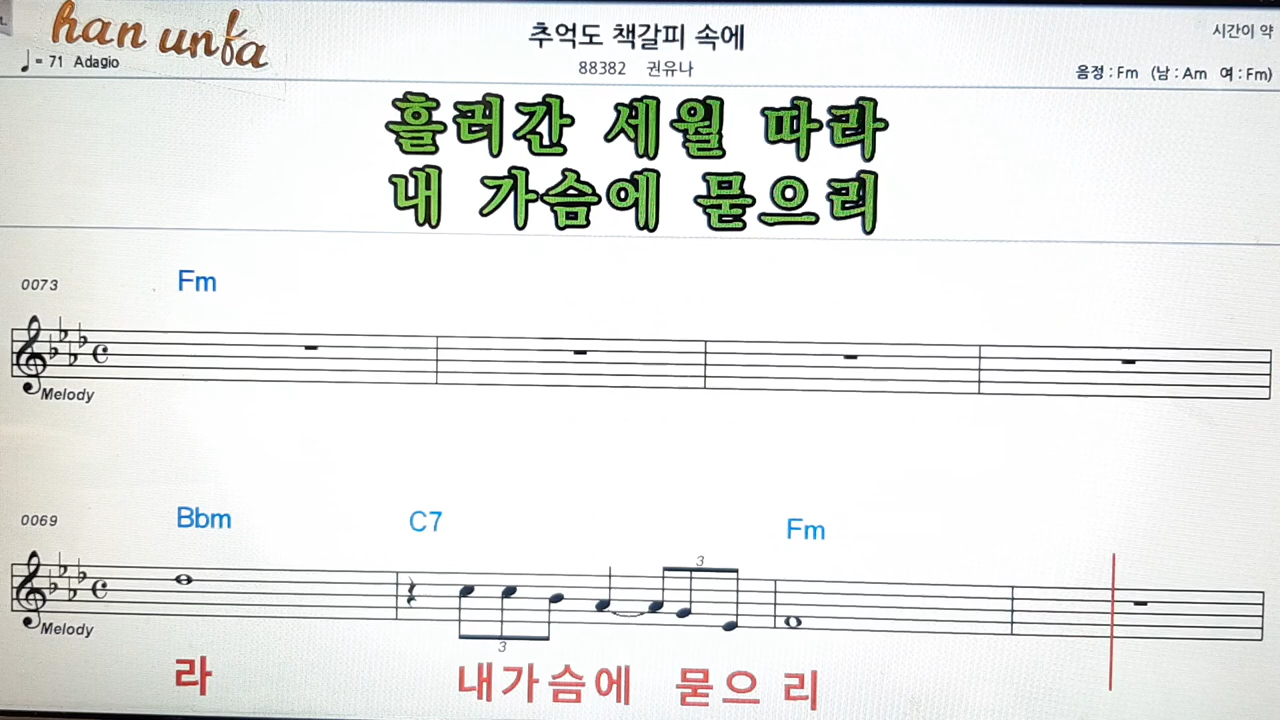 han unfa
♩= 71 Adagio
추억도 책갈피 속에
88382 권유나
시간이 약
음정 : Fm (남 : Am 여 : Fm)
흘러간 세월 따라
내 가슴에 묻으리
0073 Fm
Melody
0069 Bbm C7 Fm
3
Melody
3
라 내가슴에 묻으리